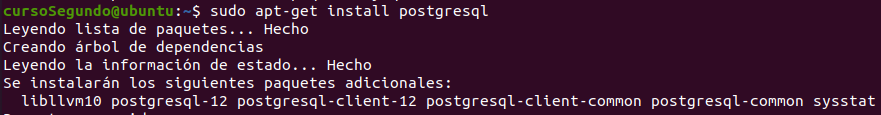 cursoSegundo@ubuntu:~$ sudo apt-get install postgresql
Leyendo lista de paquetes... Hecho
Creando árbol de dependencias
Leyendo la información de estado... Hecho
Se instalarán los siguientes paquetes adicionales:
  libllvm10 postgresql-12 postgresql-client-12 postgresql-client-common postgresql-common sysstat